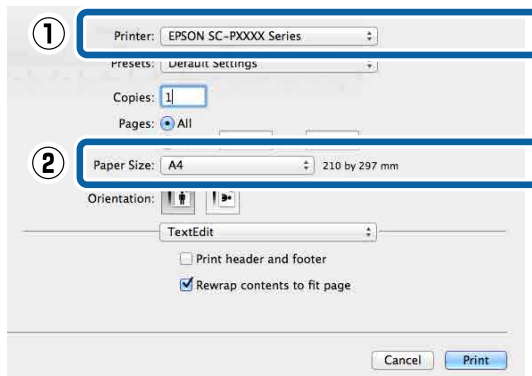 ① Printer: EPSON SC-PXXXX Series
Presets: Default Settings
Copies: 1
Pages: All
② Paper Size: A4 210 by 297 mm
Orientation:
TextEdit
Print header and footer
Rewrap contents to fit page
Cancel Print